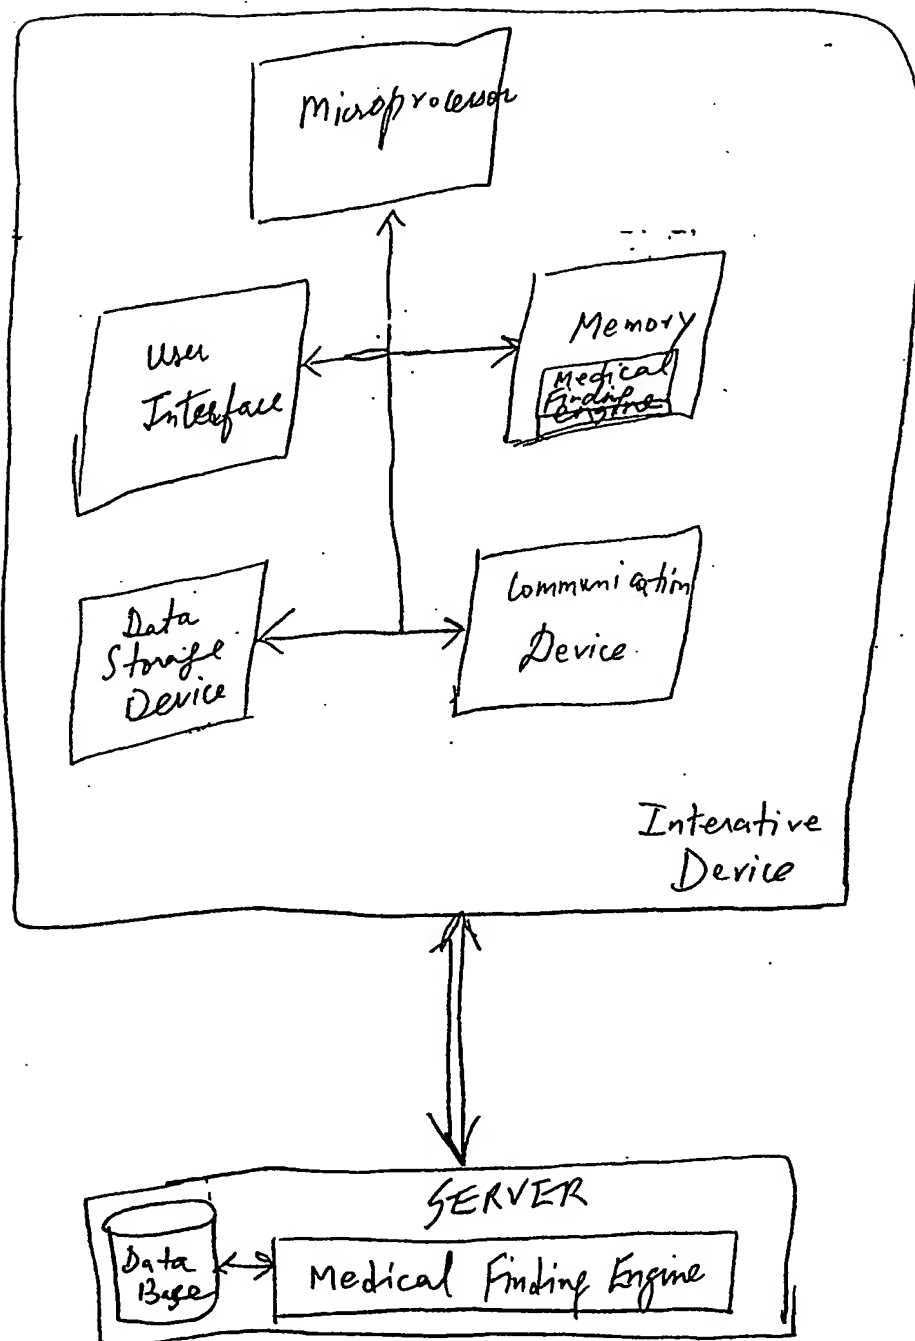 Microprocessor
User
Interface
Memory
Medical
Finding
Engine
Data
Storage
Device
Communication
Device
Interative
Device
SERVER
Data
Base
Medical Finding Engine